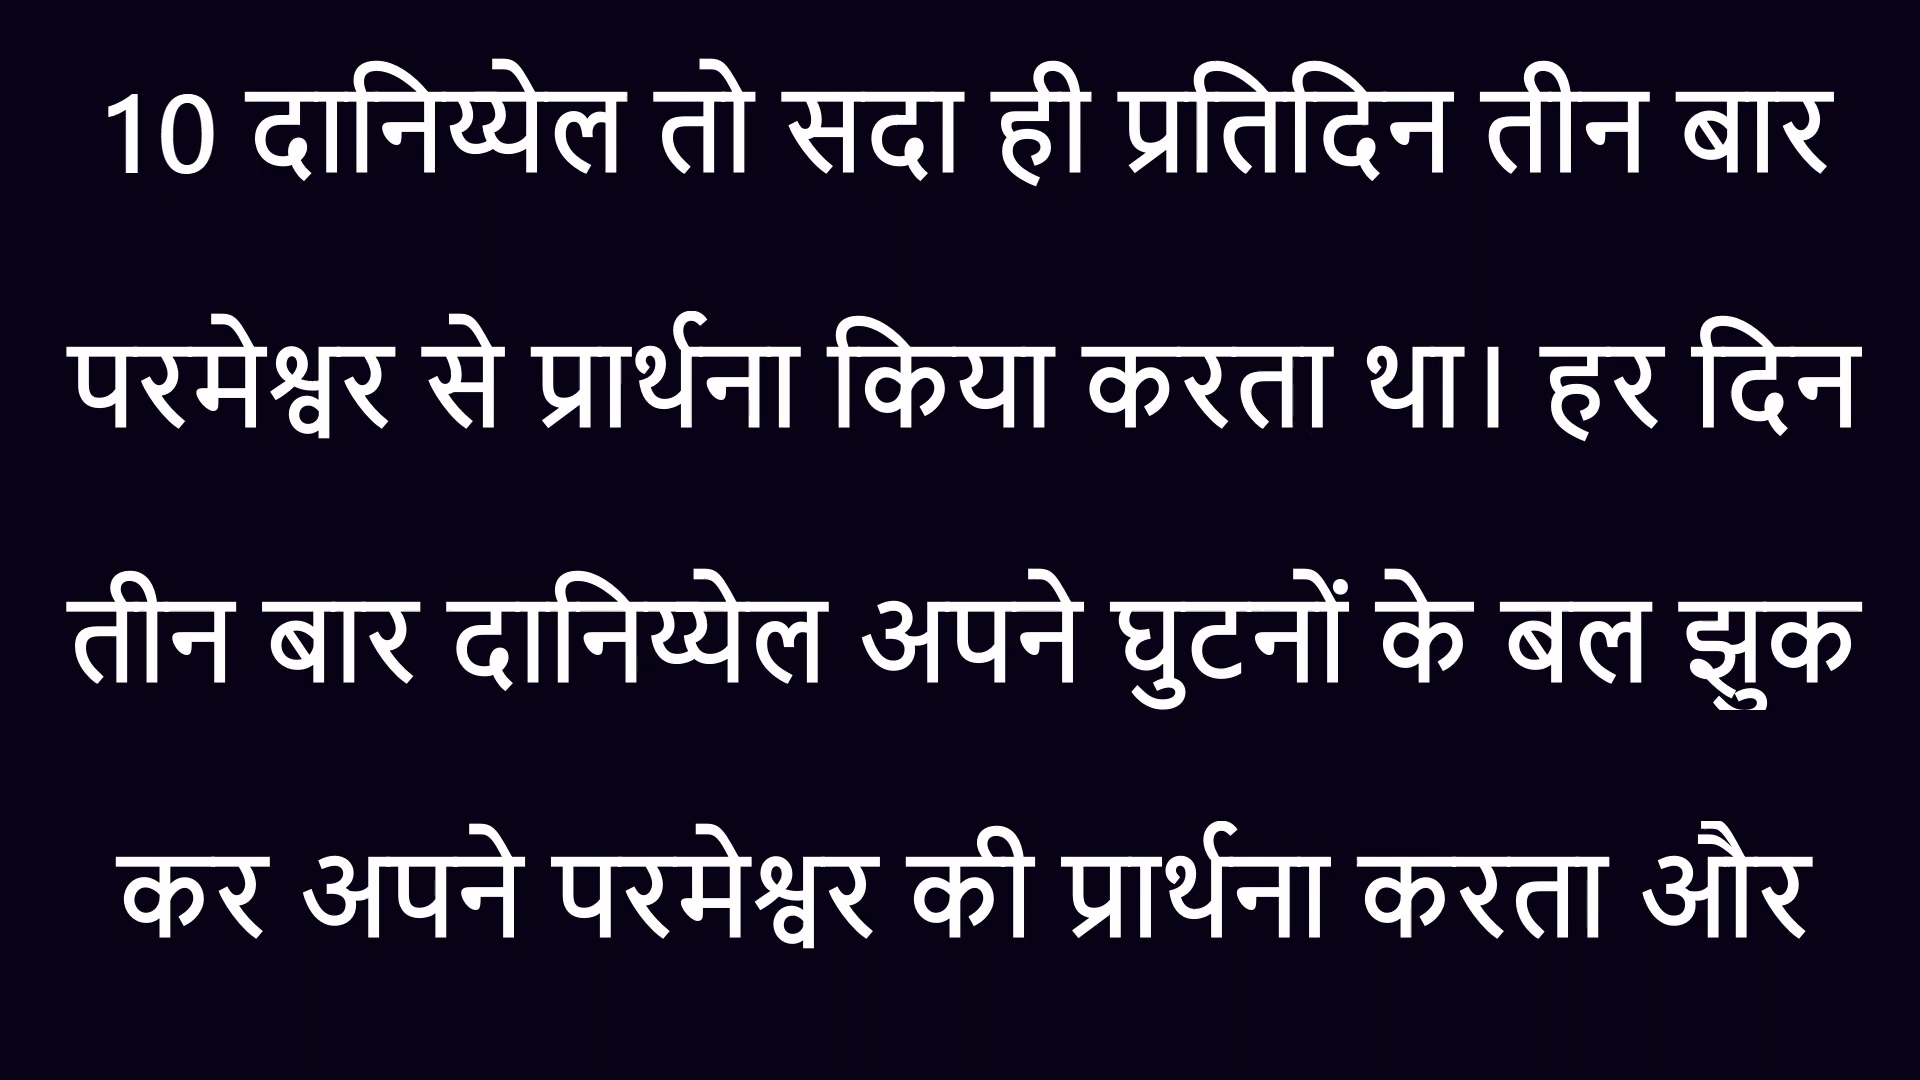 10 दानिय्येल तो सदा ही प्रतिदिन तीन बार
परमेश्वर से प्रार्थना किया करता था। हर दिन
तीन बार दानिय्येल अपने घुटनों के बल झुक
कर अपने परमेश्वर की प्रार्थना करता और